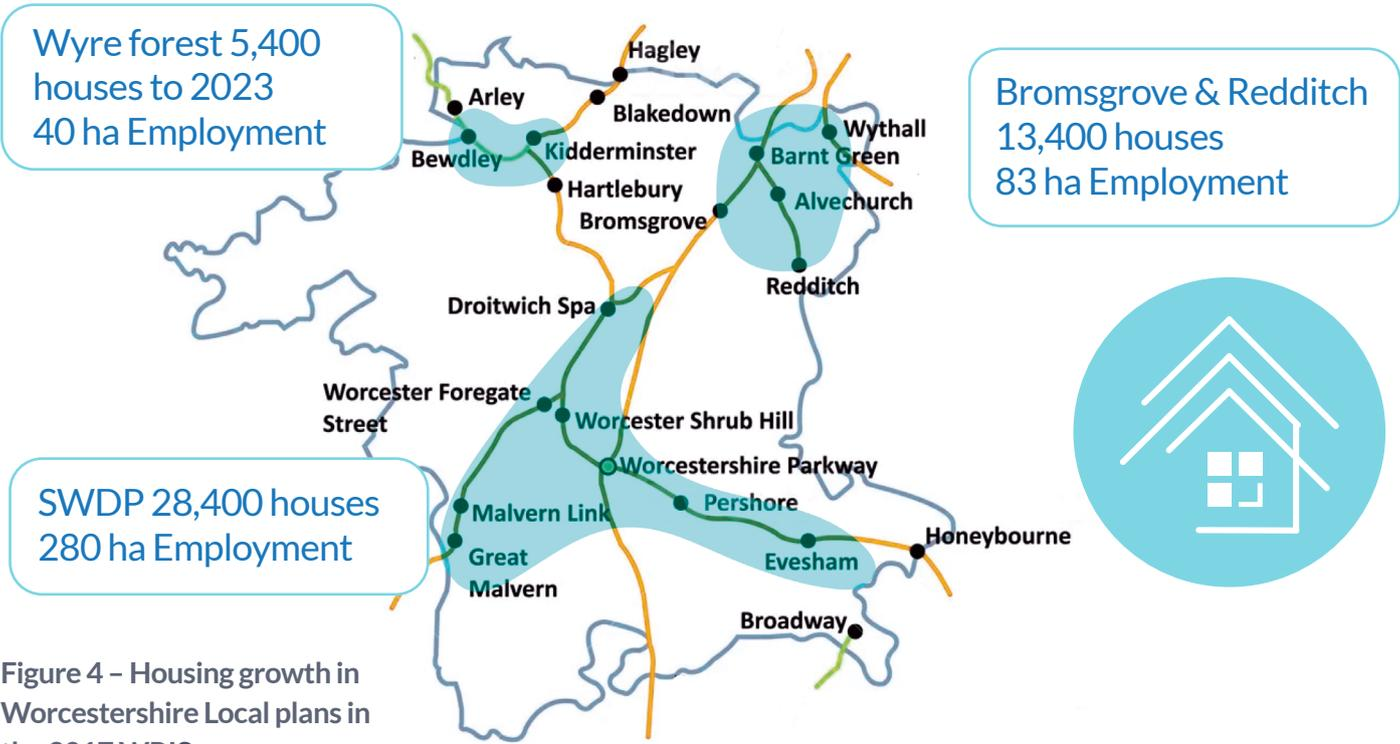 Wyre forest 5,400
houses to 2023
40 ha Employment
Hagley
Arley
Blakedown
Bewdley
Kidderminster
Hartlebury
Bromsgrove
Wythall
Barnt Green
Alvechurch
Redditch
Bromsgrove & Redditch
13,400 houses
83 ha Employment
Droitwich Spa
Worcester Foregate
Street
Worcester Shrub Hill
Worcestershire Parkway
Pershore
Malvern Link
Great
Malvern
Evesham
Honeybourne
Broadway
SWDP 28,400 houses
280 ha Employment
Figure 4 – Housing growth in
Worcestershire Local plans in